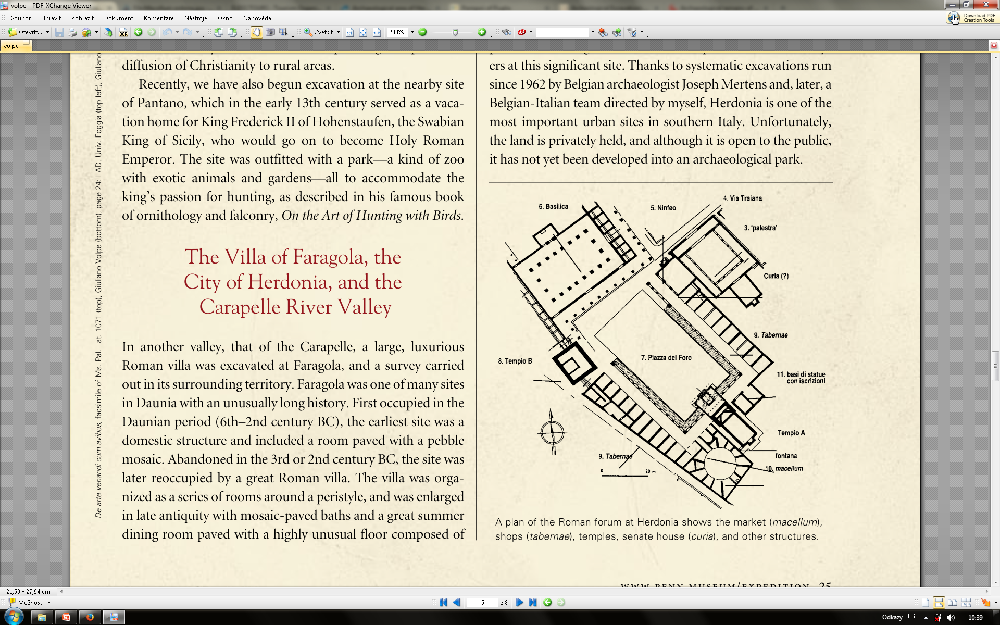 volpe - PDF-XChange Viewer
Soubor Upravit Zobrazit Dokument Komentáře Nástroje Okno Nápověda
Download PDF
Creation Tools
Otevřít... OCR Zvětšit 1:1 200% Ask
volpe
De arte venandi cum avibus, facsimile of Ms. Pal. Lat. 1071 (top), Giuliano Volpe (bottom), page 24: LAD, Univ. Foggia (top left), Giuliano
diffusion of Christianity to rural areas.
Recently, we have also begun excavation at the nearby site
of Pantano, which in the early 13th century served as a vaca-
tion home for King Frederick II of Hohenstaufen, the Swabian
King of Sicily, who would go on to become Holy Roman
Emperor. The site was outfitted with a park—a kind of zoo
with exotic animals and gardens—all to accommodate the
king's passion for hunting, as described in his famous book
of ornithology and falconry, On the Art of Hunting with Birds.
The Villa of Faragola, the
City of Herdonia, and the
Carapelle River Valley
In another valley, that of the Carapelle, a large, luxurious
Roman villa was excavated at Faragola, and a survey carried
out in its surrounding territory. Faragola was one of many sites
in Daunia with an unusually long history. First occupied in the
Daunian period (6th–2nd century BC), the earliest site was a
domestic structure and included a room paved with a pebble
mosaic. Abandoned in the 3rd or 2nd century BC, the site was
later reoccupied by a great Roman villa. The villa was orga-
nized as a series of rooms around a peristyle, and was enlarged
in late antiquity with mosaic-paved baths and a great summer
dining room paved with a highly unusual floor composed of
ers at this significant site. Thanks to systematic excavations run
since 1962 by Belgian archaeologist Joseph Mertens and, later, a
Belgian-Italian team directed by myself, Herdonia is one of the
most important urban sites in southern Italy. Unfortunately,
the land is privately held, and although it is open to the public,
it has not yet been developed into an archaeological park.
4. Via Traiana
6. Basilica
5. Ninfeo
3. 'palestra'
Curia (?)
9. Tabernae
7. Piazza del Foro
8. Tempio B
11. basi di statue
con iscrizioni
Tempio A
9. Tabernae
fontana
10. macellum
0 20 m
A plan of the Roman forum at Herdonia shows the market (macellum),
shops (tabernae), temples, senate house (curia), and other structures.
WWW.PENN.MUSEUM/EXPEDITION 25
21,59 x 27,94 cm
Možnosti
5 z 8
Odkazy CS 10:39